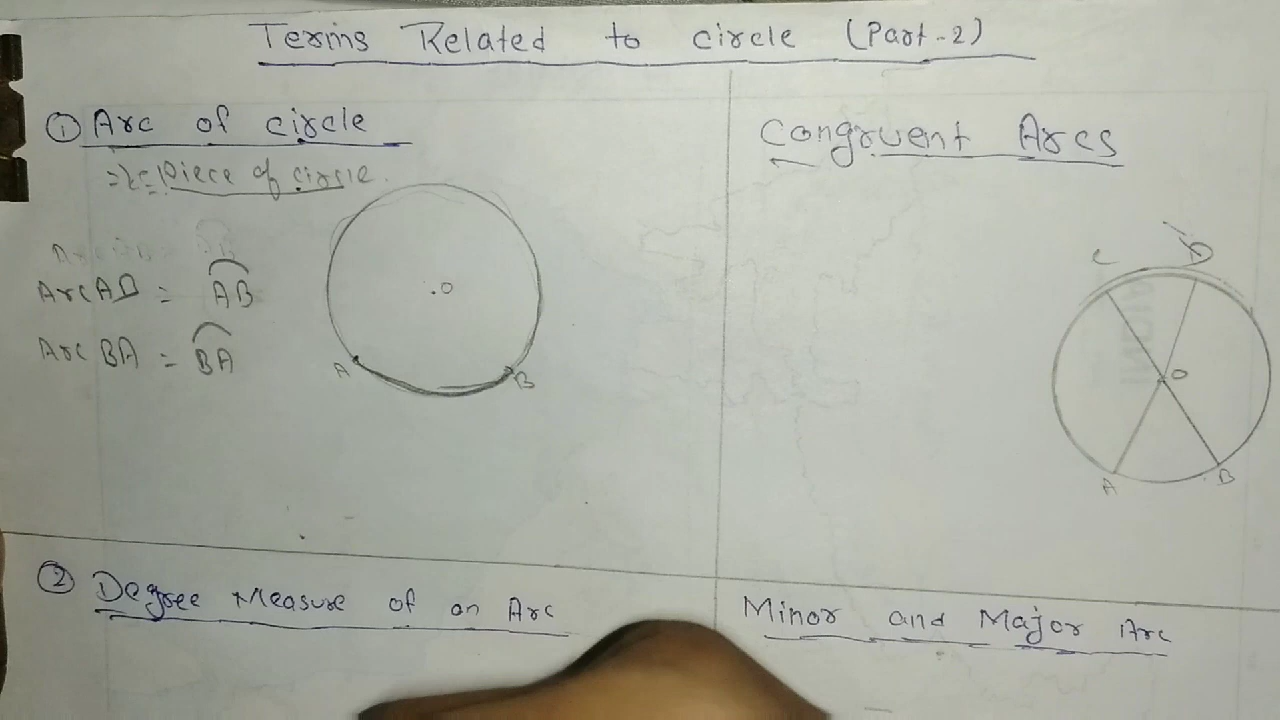 Terms Related to circle (Part-2)
① Arc of circle
Piece of circle.
Arc AB = AB
Arc BA = BA
.O
A
B
Congruent Arcs
C
D
O
A
B
② Degree Measure of an Arc
Minor and Major Arc